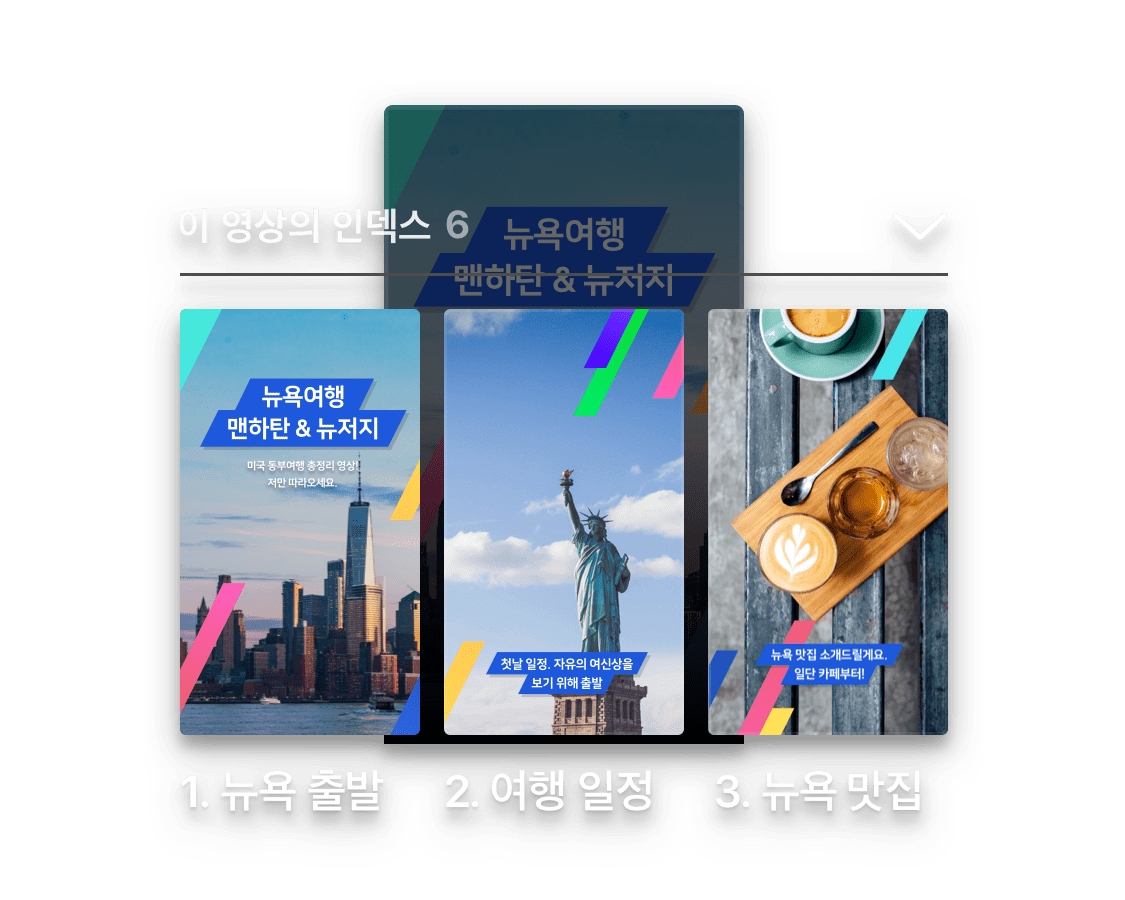 이 영상의 인덱스 6
뉴욕여행
맨하탄 & 뉴저지
뉴욕여행
맨하탄 & 뉴저지
미국 동부여행 총정리 영상!
저만 따라오세요.
첫날 일정. 자유의 여신상을
보기 위해 출발
뉴욕 맛집 소개드릴게요.
일단 카페부터!
1. 뉴욕 출발
2. 여행 일정
3. 뉴욕 맛집